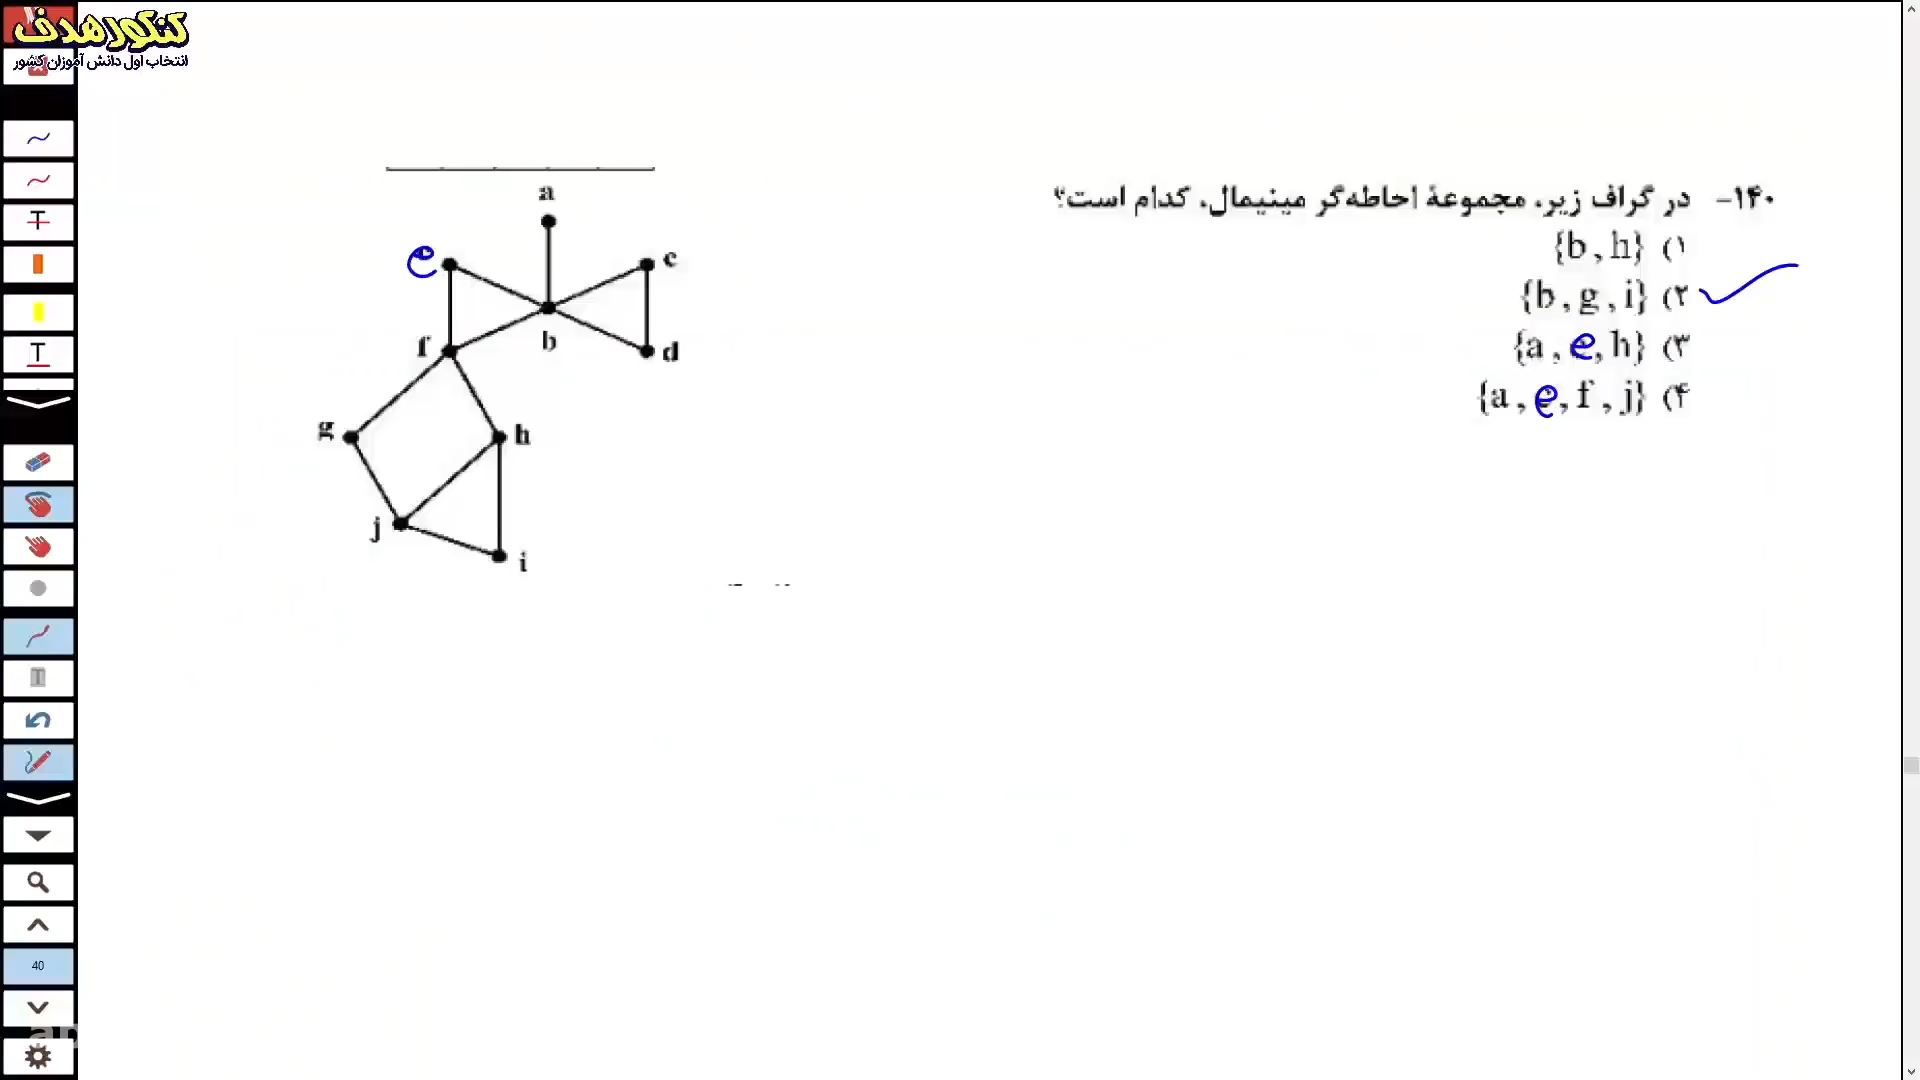 کنکور هدف
انتخاب اول دانش آموزان کشور
۱۴۰- در گراف زیر، مجموعهٔ احاطه‌گر مینیمال، کدام است؟
۱) {b , h}
۲) {b , g , i}
۳) {a , e , h}
۴) {a , e , f , j}
a
e
c
f
b
d
g
h
j
i
T
T
40